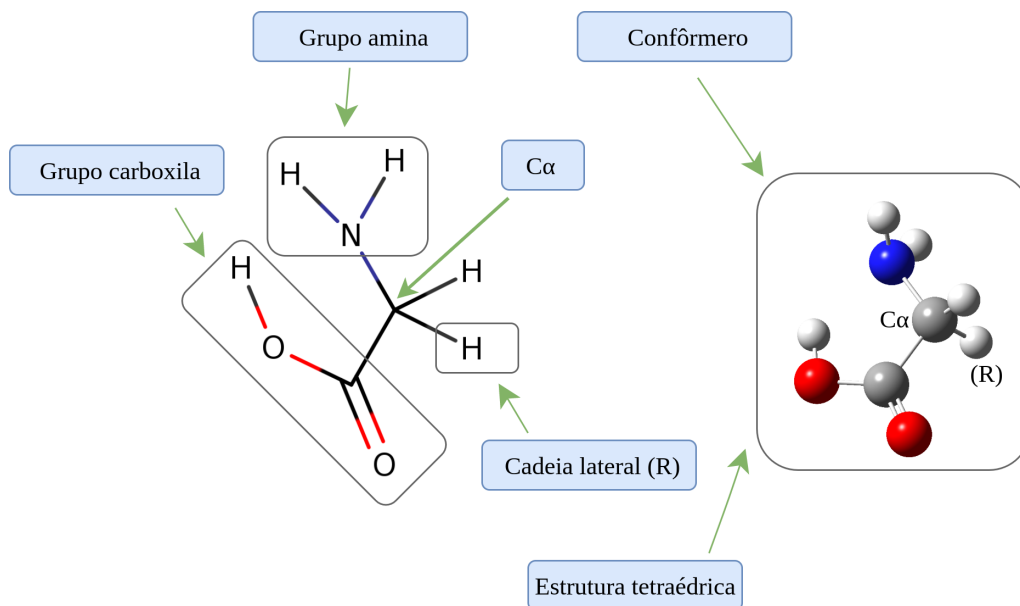 Grupo amina
Confôrmero
Grupo carboxila
Cα
H
H
N
H
H
H
O
O
Cadeia lateral (R)
Cα
(R)
Estrutura tetraédrica